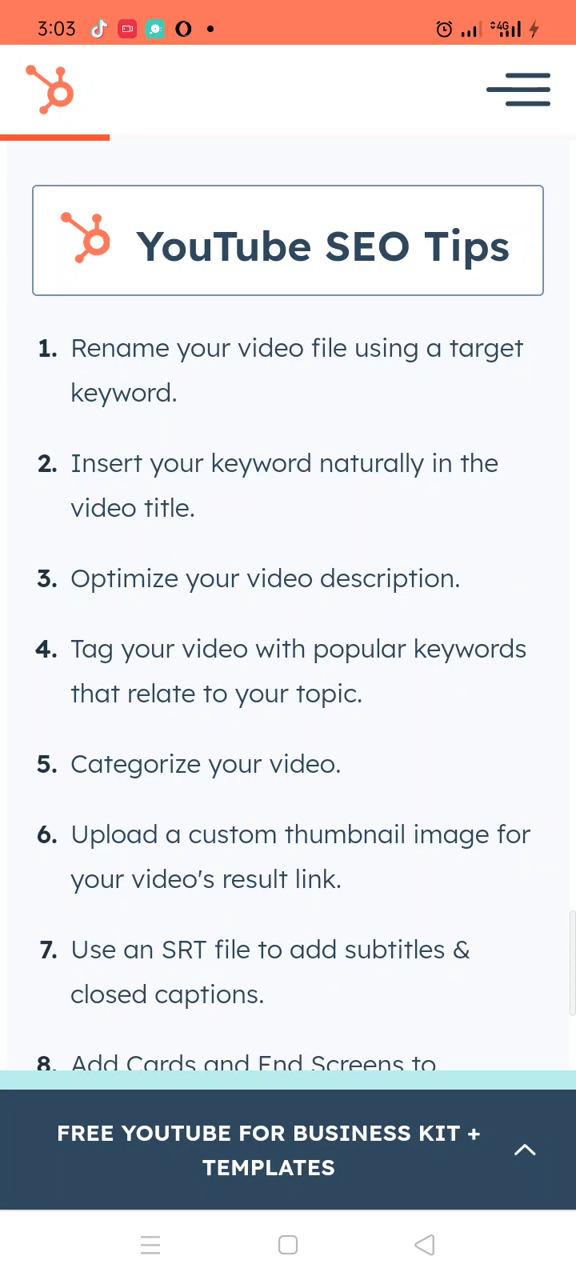 3:03
4G
YouTube SEO Tips
1. Rename your video file using a target
keyword.
2. Insert your keyword naturally in the
video title.
3. Optimize your video description.
4. Tag your video with popular keywords
that relate to your topic.
5. Categorize your video.
6. Upload a custom thumbnail image for
your video's result link.
7. Use an SRT file to add subtitles &
closed captions.
8. Add Cards and End Screens to
FREE YOUTUBE FOR BUSINESS KIT +
TEMPLATES